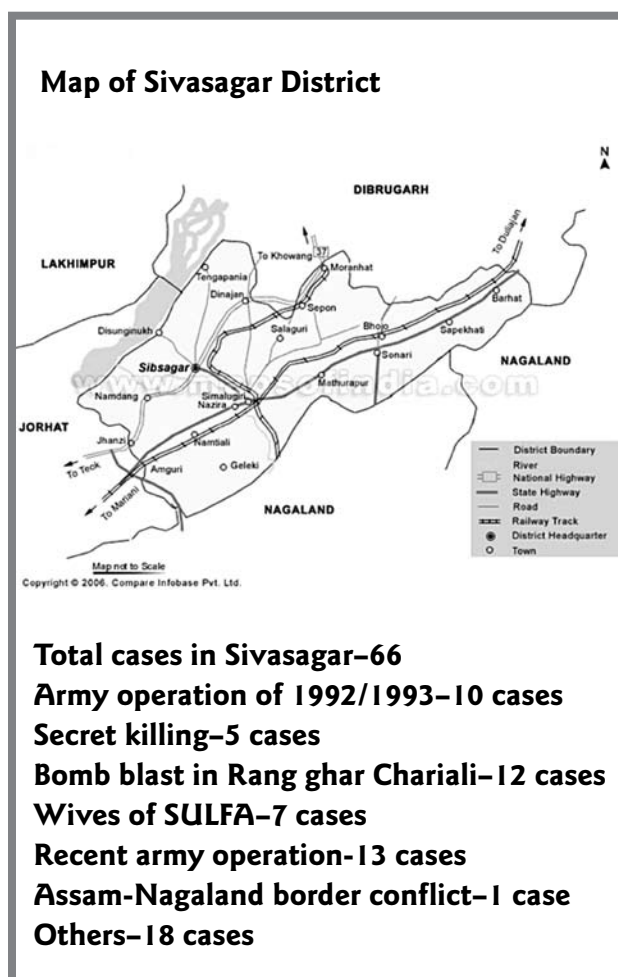 Map of Sivasagar District
N
DIBRUGARH
To Duliajan
To Khowang
37
LAKHIMPUR
Moranhat
Tengapania
Dinajan
Sepon
Barhat
Disunginukh
Salaguri
Bhojo
Sapekhati
Sonari
NAGALAND
Sibsagar
www.mapsofindia.com
Mathurapur
Namdang
Simalugiri
Nazira
JORHAT
Jhanzi
Namtiali
To Teck
Amguri
Geleki
To Mariani
NAGALAND
District Boundary
River
National Highway
State Highway
Road
Railway Track
District Headquarter
Town
Map not to Scale
Copyright © 2006. Compare Infobase Pvt. Ltd.
Total cases in Sivasagar–66
Army operation of 1992/1993–10 cases
Secret killing–5 cases
Bomb blast in Rang ghar Chariali–12 cases
Wives of SULFA–7 cases
Recent army operation-13 cases
Assam-Nagaland border conflict–1 case
Others–18 cases